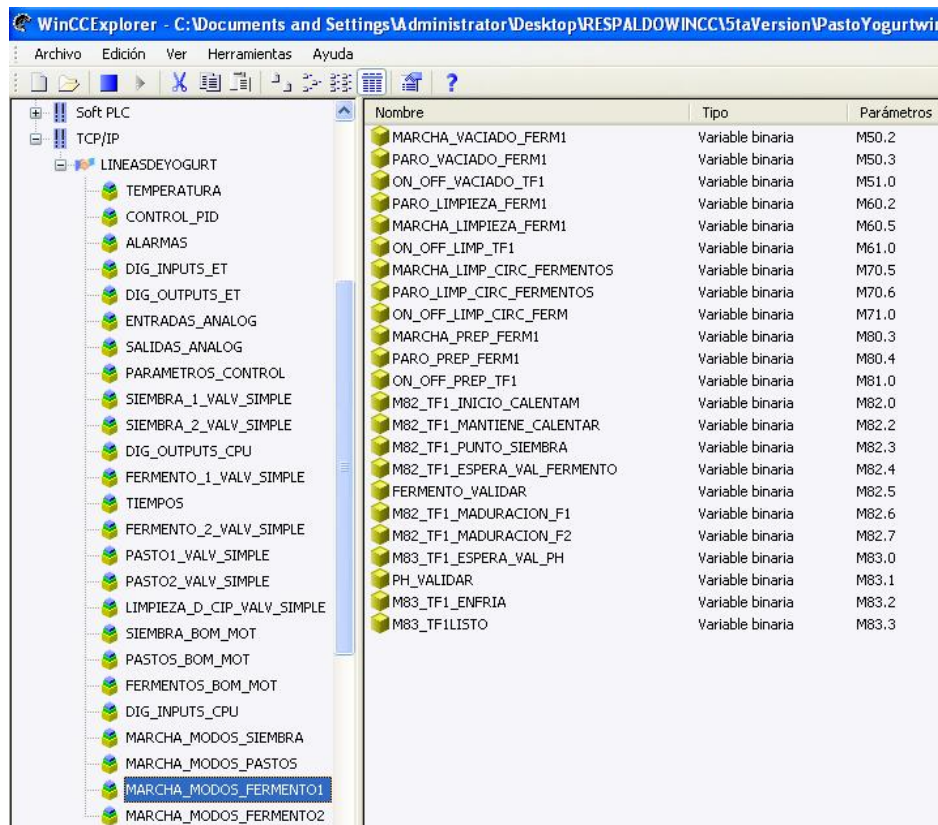 WinCCExplorer - C:\Documents and Settings\Administrator\Desktop\RESPALDOWINCC\5taVersion\PastoYogurtwi
Archivo Edición Ver Herramientas Ayuda
Soft PLC
TCP/IP
LINEASDEYOGURT
TEMPERATURA
CONTROL_PID
ALARMAS
DIG_INPUTS_ET
DIG_OUTPUTS_ET
ENTRADAS_ANALOG
SALIDAS_ANALOG
PARAMETROS_CONTROL
SIEMBRA_1_VALV_SIMPLE
SIEMBRA_2_VALV_SIMPLE
DIG_OUTPUTS_CPU
FERMENTO_1_VALV_SIMPLE
TIEMPOS
FERMENTO_2_VALV_SIMPLE
PASTO1_VALV_SIMPLE
PASTO2_VALV_SIMPLE
LIMPIEZA_D_CIP_VALV_SIMPLE
SIEMBRA_BOM_MOT
PASTOS_BOM_MOT
FERMENTOS_BOM_MOT
DIG_INPUTS_CPU
MARCHA_MODOS_SIEMBRA
MARCHA_MODOS_PASTOS
MARCHA_MODOS_FERMENTO1
MARCHA_MODOS_FERMENTO2
Nombre Tipo Parámetros
MARCHA_VACIADO_FERM1 Variable binaria M50.2
PARO_VACIADO_FERM1 Variable binaria M50.3
ON_OFF_VACIADO_TF1 Variable binaria M51.0
PARO_LIMPIEZA_FERM1 Variable binaria M60.2
MARCHA_LIMPIEZA_FERM1 Variable binaria M60.5
ON_OFF_LIMP_TF1 Variable binaria M61.0
MARCHA_LIMP_CIRC_FERMENTOS Variable binaria M70.5
PARO_LIMP_CIRC_FERMENTOS Variable binaria M70.6
ON_OFF_LIMP_CIRC_FERM Variable binaria M71.0
MARCHA_PREP_FERM1 Variable binaria M80.3
PARO_PREP_FERM1 Variable binaria M80.4
ON_OFF_PREP_TF1 Variable binaria M81.0
M82_TF1_INICIO_CALENTAM Variable binaria M82.0
M82_TF1_MANTIENE_CALENTAR Variable binaria M82.2
M82_TF1_PUNTO_SIEMBRA Variable binaria M82.3
M82_TF1_ESPERA_VAL_FERMENTO Variable binaria M82.4
FERMENTO_VALIDAR Variable binaria M82.5
M82_TF1_MADURACION_F1 Variable binaria M82.6
M82_TF1_MADURACION_F2 Variable binaria M82.7
M83_TF1_ESPERA_VAL_PH Variable binaria M83.0
PH_VALIDAR Variable binaria M83.1
M83_TF1_ENFRIA Variable binaria M83.2
M83_TF1LISTO Variable binaria M83.3